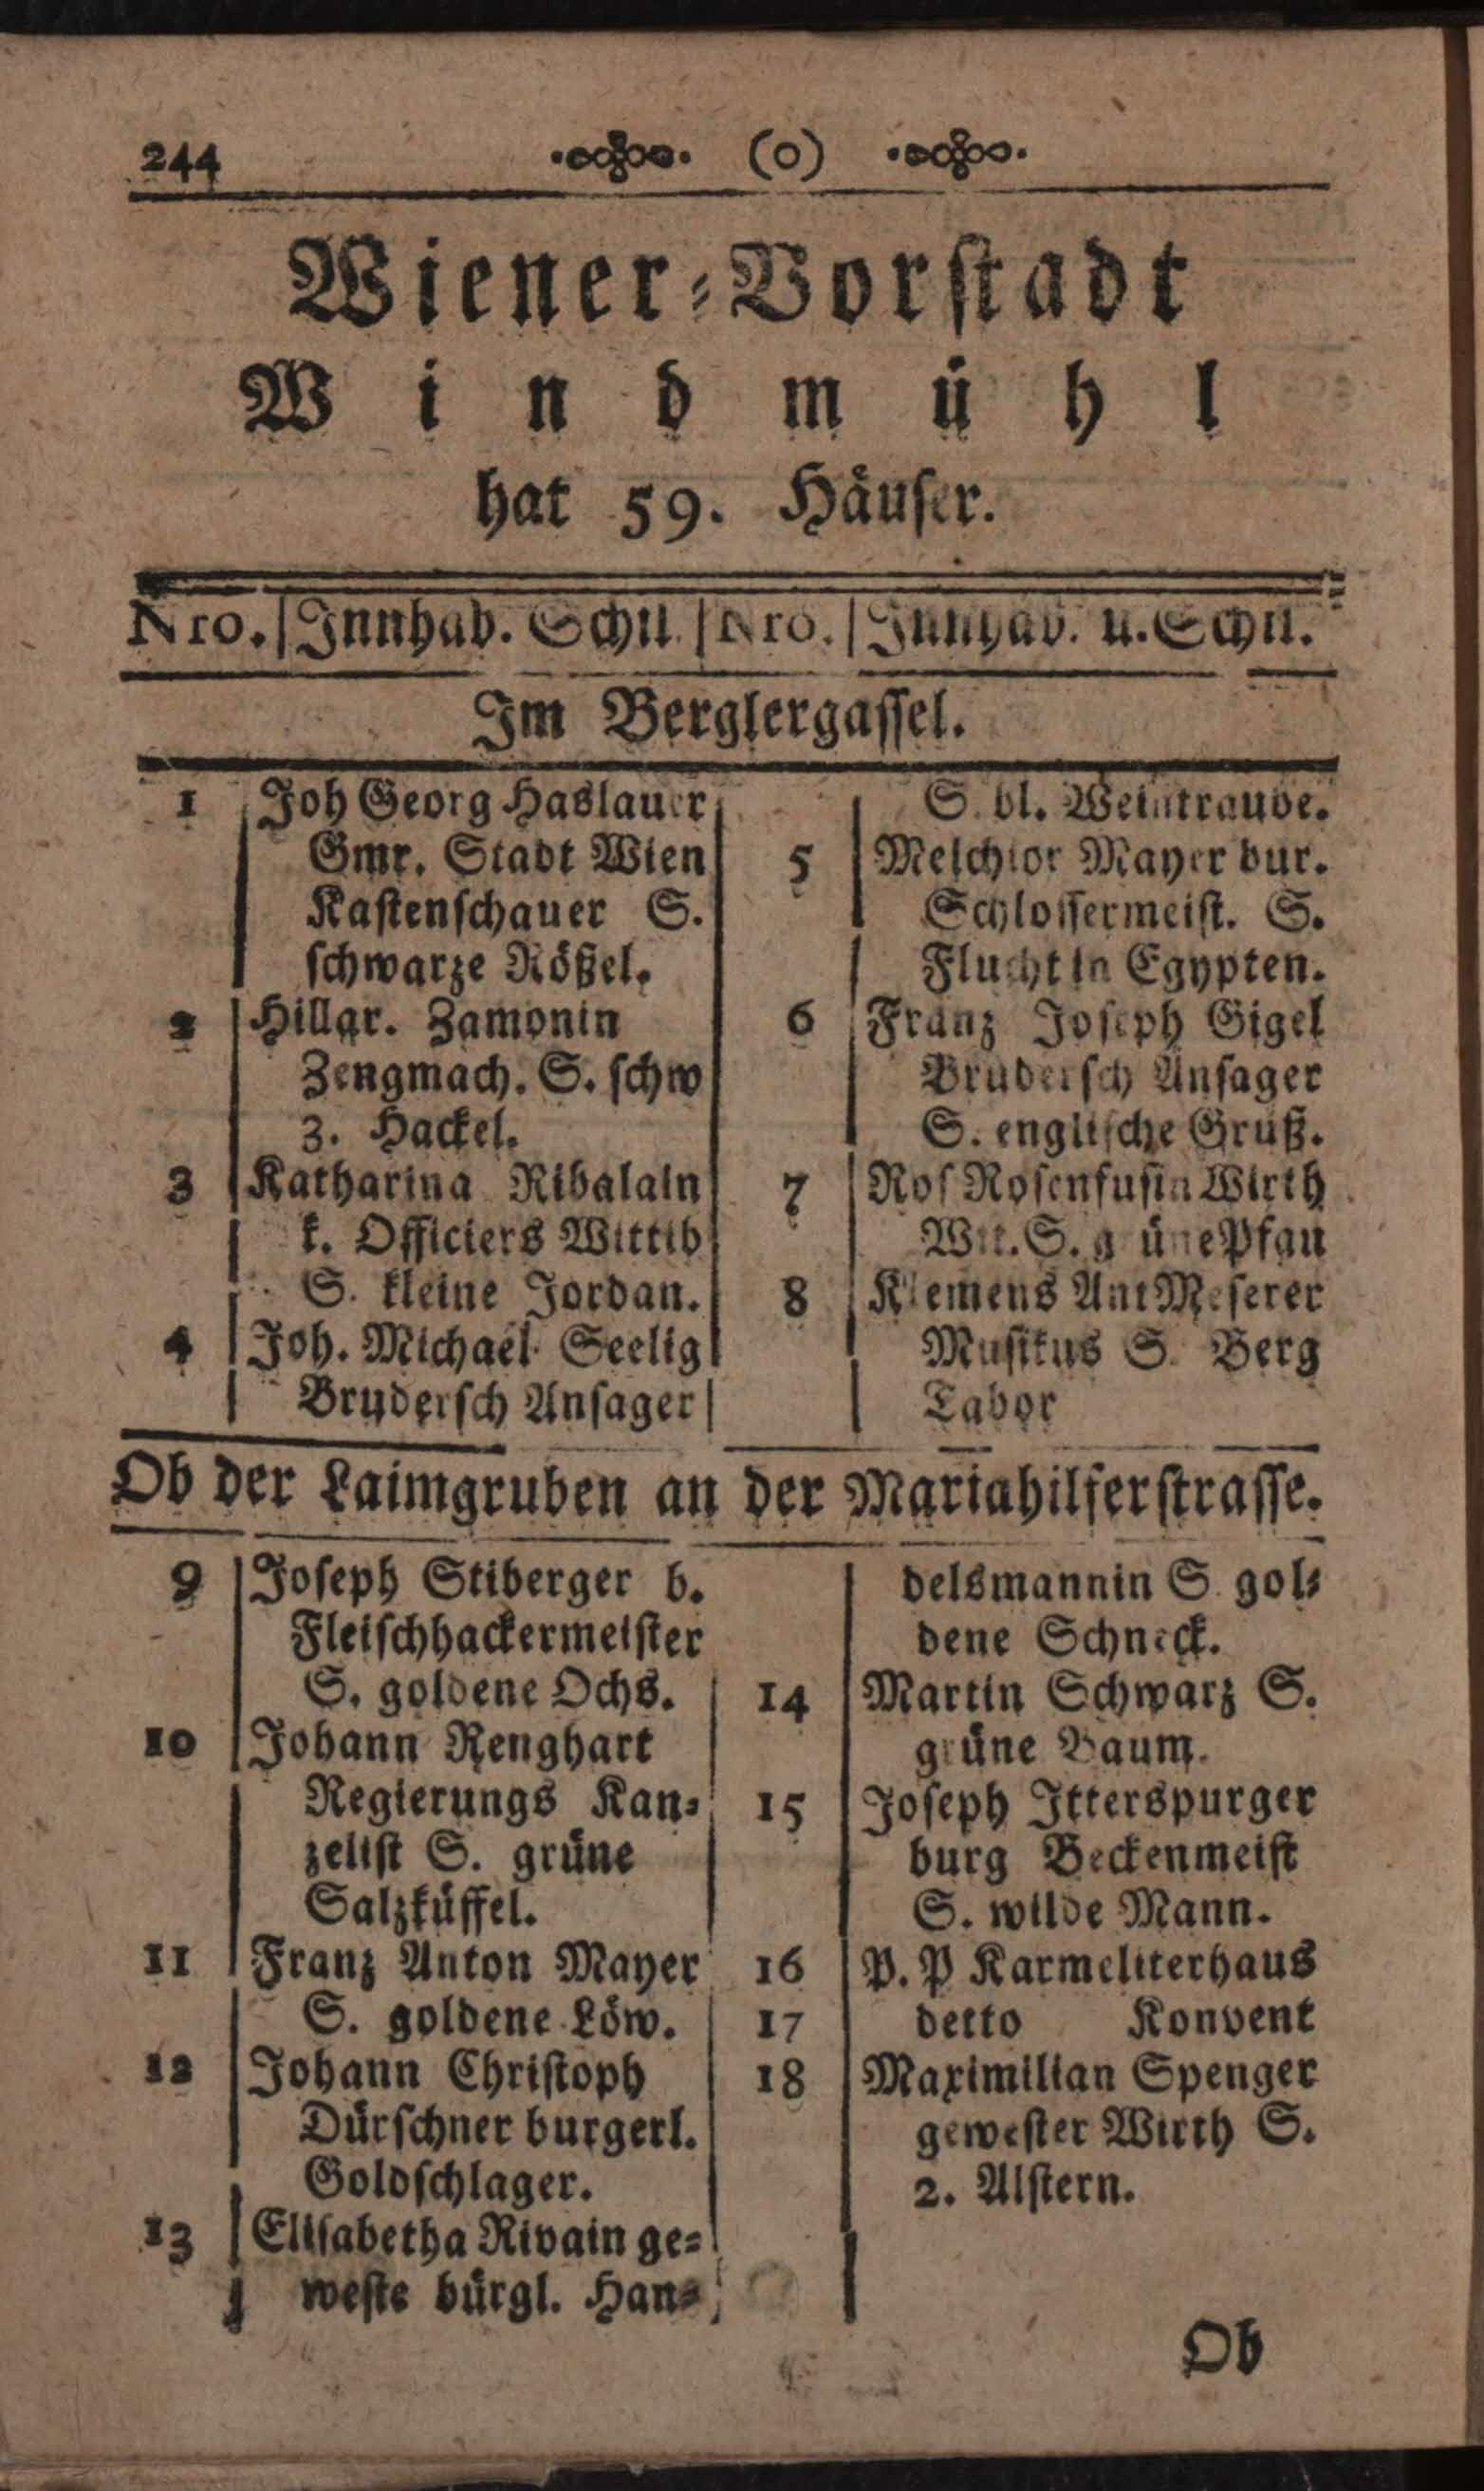 244 (o)
Wiener-Vorſtadt
Windmühl
hat 59. Häuſer.
Nro. Innhab. Schil. Nro. Innhab. u. Schil.
Im Berglergaſſel.
1 Joh Georg Haslauer
Gmr. Stadt Wien
Kaſtenſchauer S.
ſchwarze Rößel.
2 Hillar. Zamonin
Zengmach. S. ſchw
3. Hackel.
3 Katharina Ribalain
k. Officiers Wittib
S. kleine Jordan.
4 Joh. Michael Seelig
Bruderſch Anſager
S. bl. Weintraube.
5 Melchior Mayer bur.
Schloſſermeiſt. S.
Flucht in Egypten.
6 Franz Joſeph Gigel
Bruderſch Anſager
S. engliſche Gruß.
7 Roſ Roſenfuſin Wirth
Wit. S. grüne Pfau
8 Klemens Ant Meſerer
Muſikus S. Berg
Tabor
Ob der Laimgruben an der Mariahilferſtraſſe.
9 Joſeph Stiberger b.
Fleiſchhackermeiſter
S. goldene Ochs.
10 Johann Renghart
Regierungs Kan-
zeliſt S. grüne
Salzküffel.
11 Franz Anton Mayer
S. goldene Löw.
12 Johann Chriſtoph
Dürſchner burgerl.
Goldſchlager.
13 Eliſabetha Rivain ge-
weſte bürgl. Han-
delsmannin S. gol-
dene Schneck.
14 Martin Schwarz S.
grüne Baum.
15 Joſeph Itterspurger
burg Beckenmeiſt
S. wilde Mann.
16 P. P Karmeliterhaus
17 detto Konvent
18 Maximilian Spenger
geweſter Wirth S.
2. Alſtern.
Ob